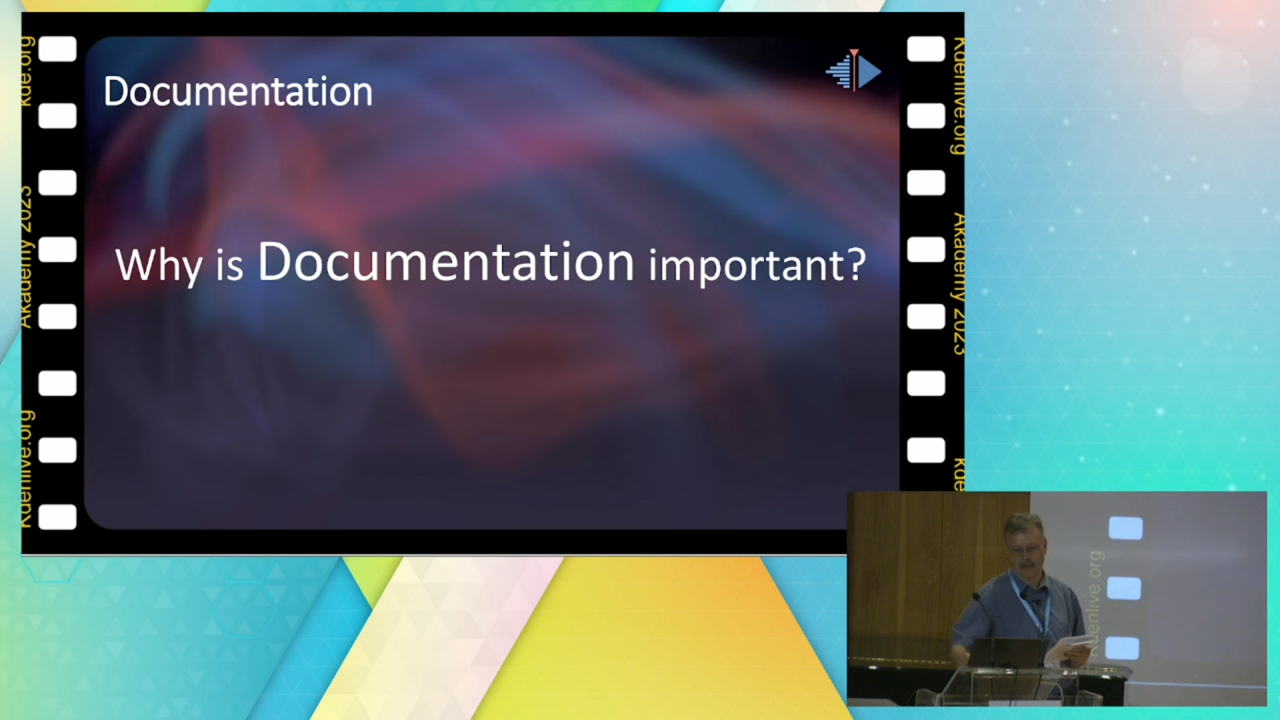 kde.org
Akademy 2023
Kdenlive.org
Documentation
Why is Documentation important?
Kdenlive.org
Akademy 2023
Kde
Kdenlive.org